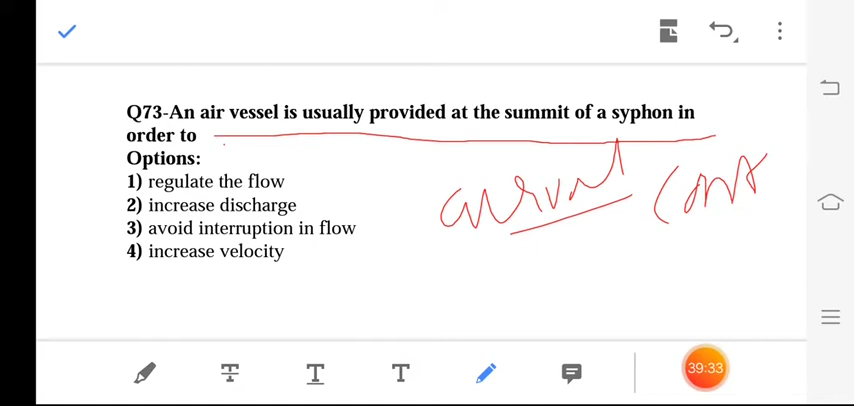 Q73-An air vessel is usually provided at the summit of a syphon in
order to
Options:
1) regulate the flow
2) increase discharge
3) avoid interruption in flow
4) increase velocity
T T T
39:33